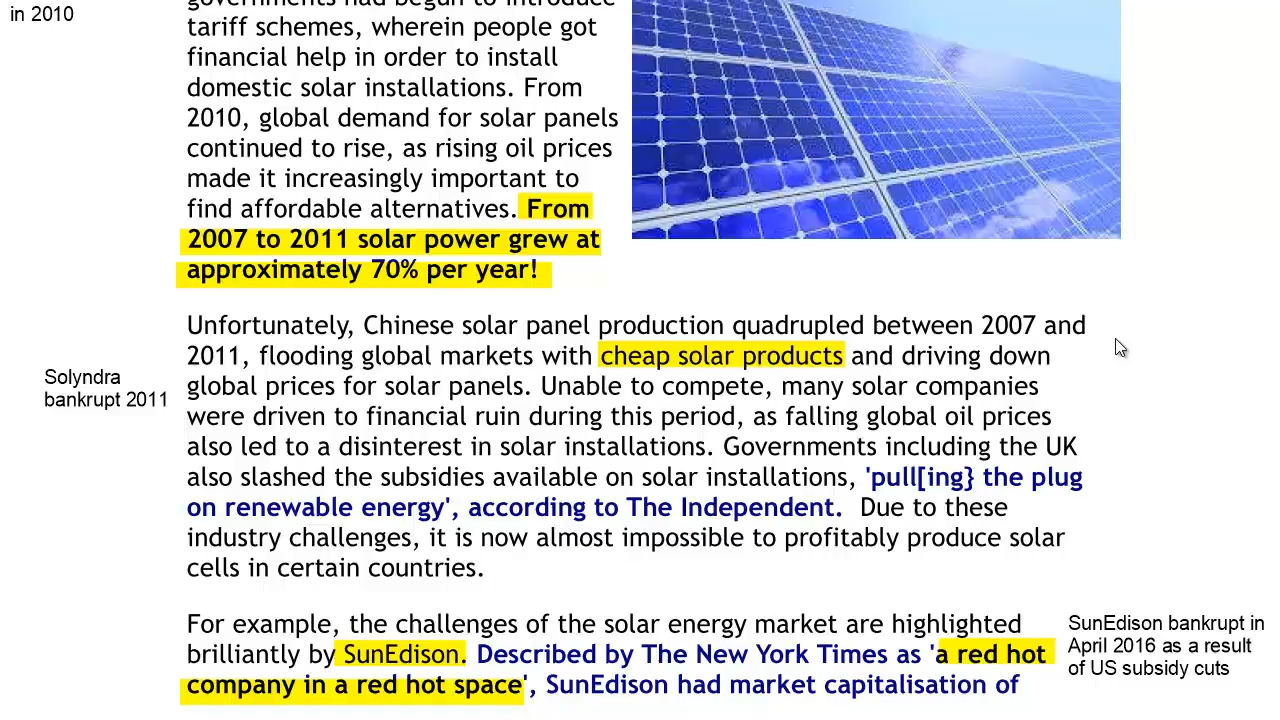 in 2010
governments had begun to introduce
tariff schemes, wherein people got
financial help in order to install
domestic solar installations. From
2010, global demand for solar panels
continued to rise, as rising oil prices
made it increasingly important to
find affordable alternatives. From
2007 to 2011 solar power grew at
approximately 70% per year!
Unfortunately, Chinese solar panel production quadrupled between 2007 and
2011, flooding global markets with cheap solar products and driving down
global prices for solar panels. Unable to compete, many solar companies
were driven to financial ruin during this period, as falling global oil prices
also led to a disinterest in solar installations. Governments including the UK
also slashed the subsidies available on solar installations, 'pull[ing} the plug
on renewable energy', according to The Independent.  Due to these
industry challenges, it is now almost impossible to profitably produce solar
cells in certain countries.
Solyndra
bankrupt 2011
For example, the challenges of the solar energy market are highlighted
brilliantly by SunEdison. Described by The New York Times as 'a red hot
company in a red hot space', SunEdison had market capitalisation of
SunEdison bankrupt in
April 2016 as a result
of US subsidy cuts